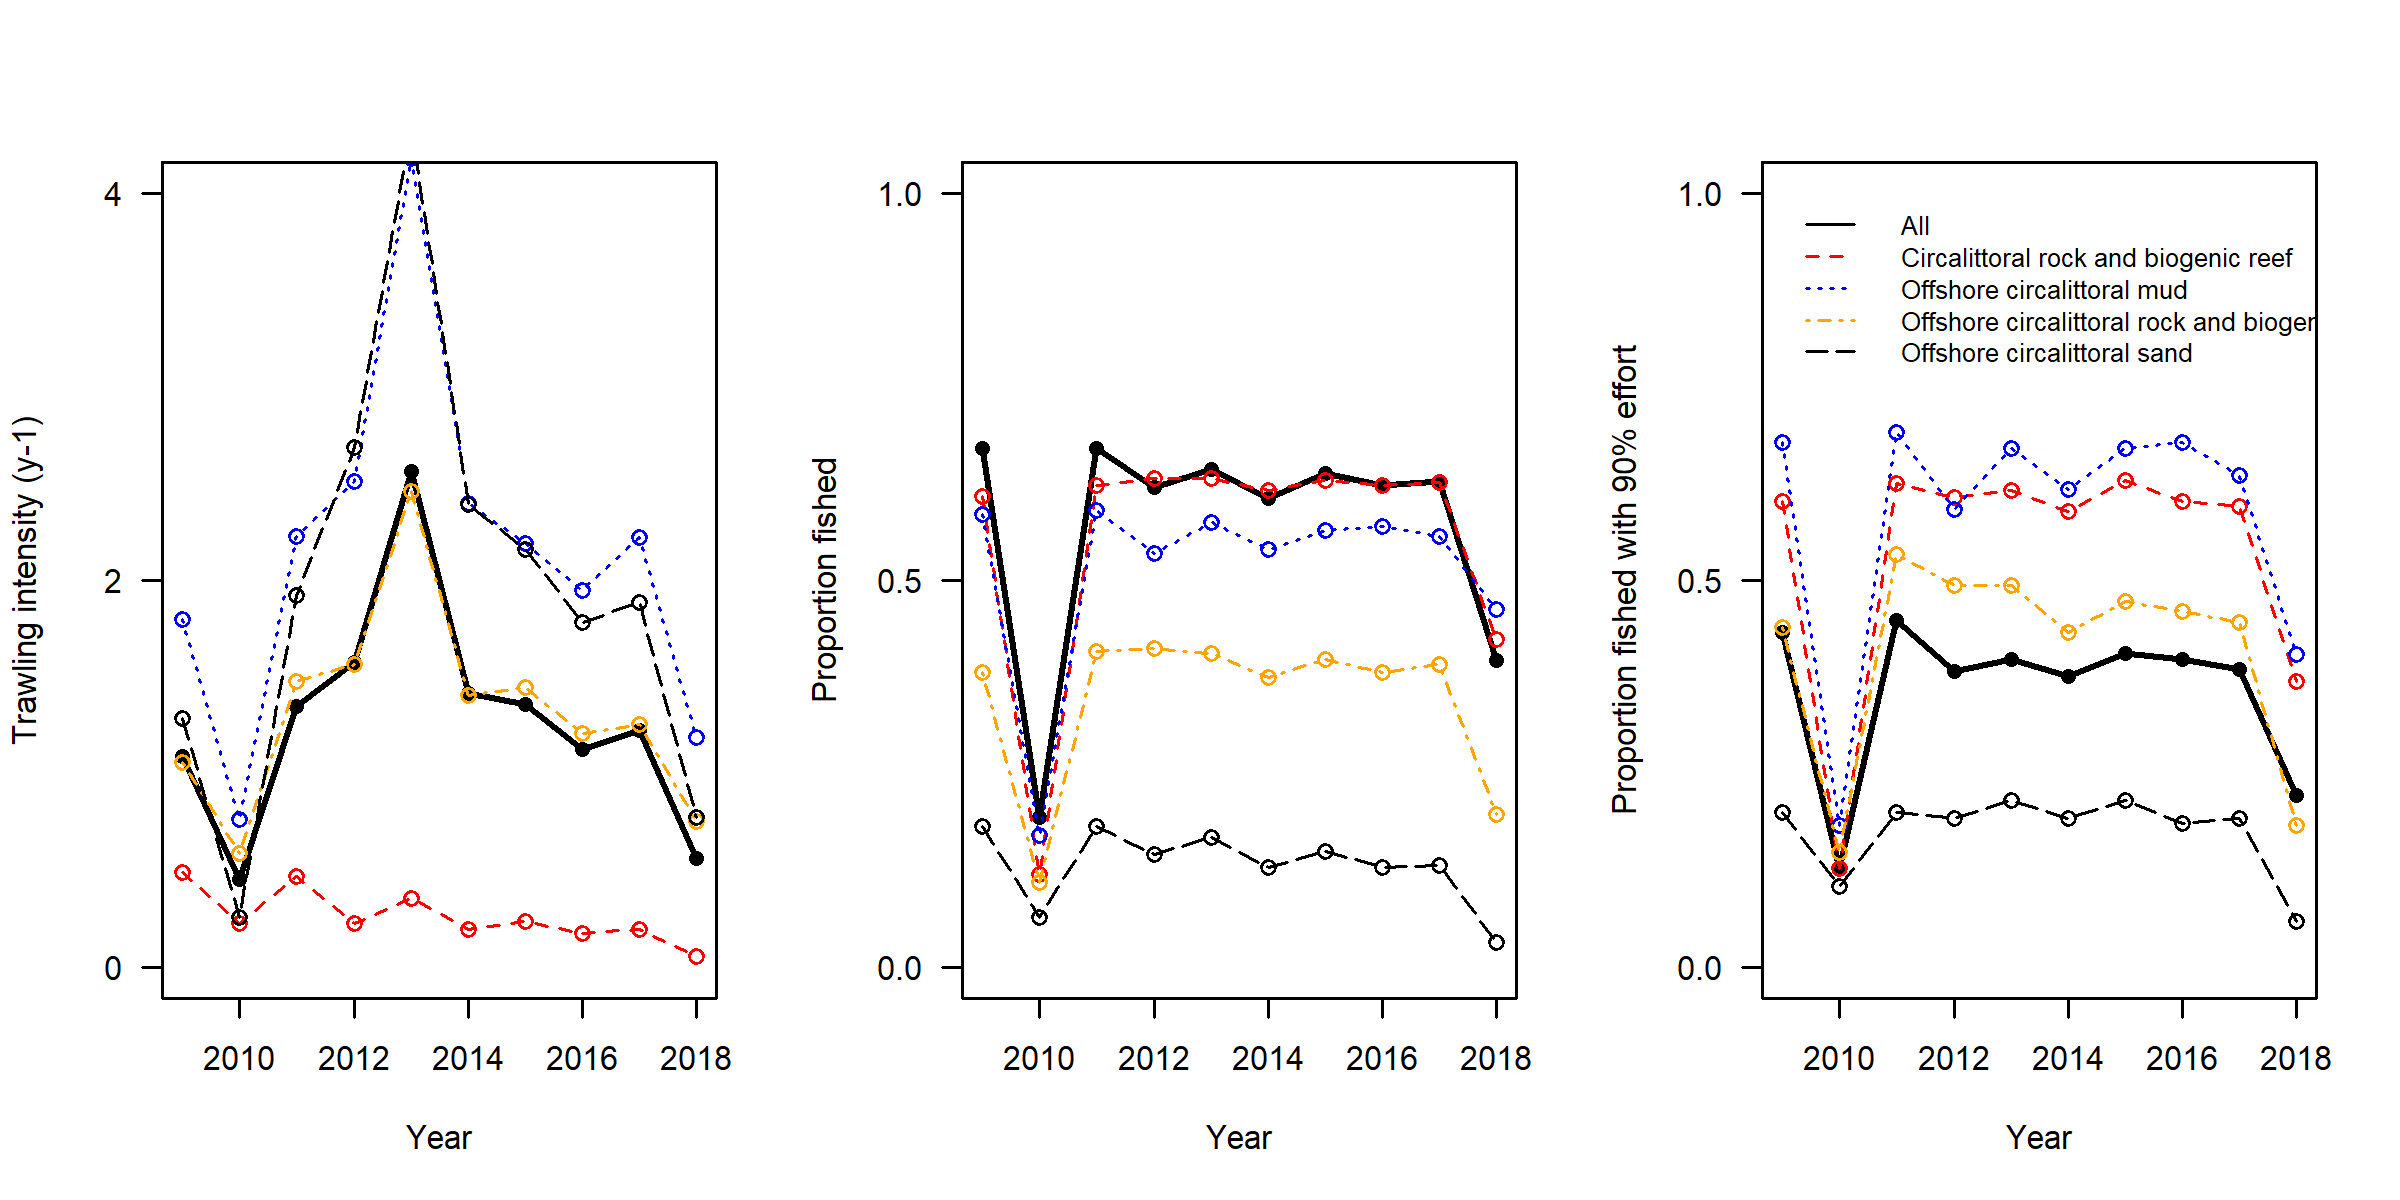 Trawling intensity (y-1)
4
2
0
2010 2012 2014 2016 2018
Year
Proportion fished
1.0
0.5
0.0
2010 2012 2014 2016 2018
Year
Proportion fished with 90% effort
1.0
0.5
0.0
All
Circalittoral rock and biogenic reef
Offshore circalittoral mud
Offshore circalittoral rock and bioger
Offshore circalittoral sand
2010 2012 2014 2016 2018
Year